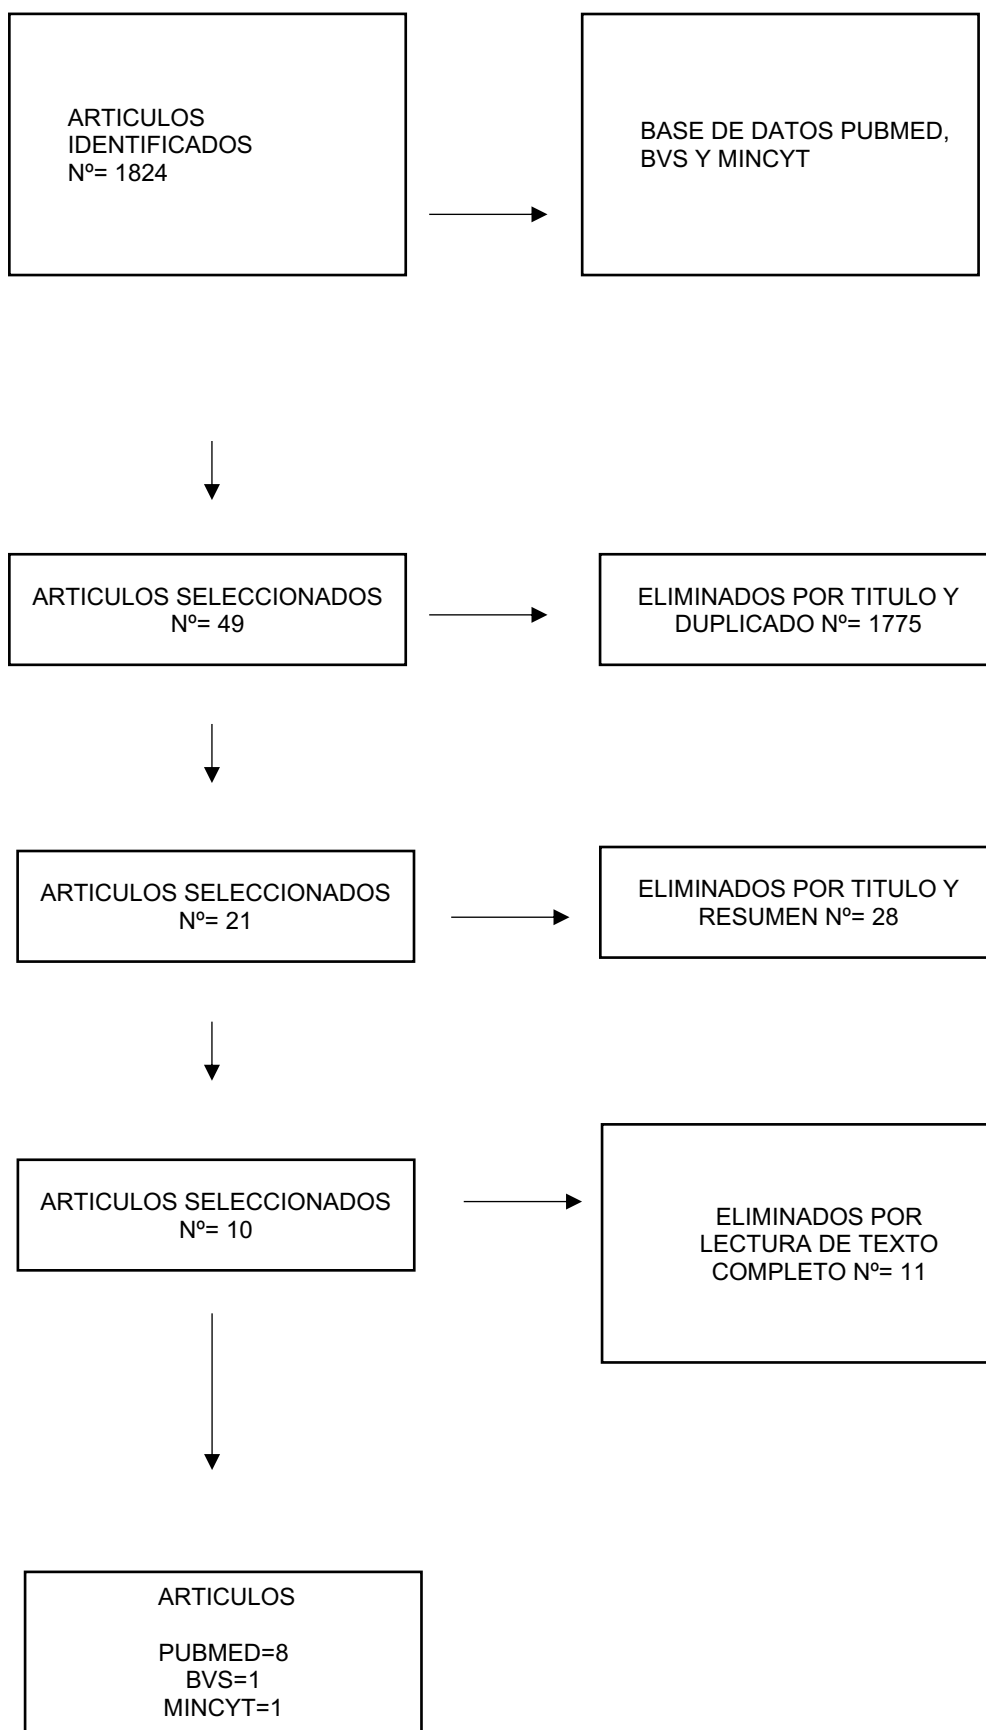 ARTICULOS
IDENTIFICADOS
Nº= 1824
BASE DE DATOS PUBMED,
BVS Y MINCYT
ARTICULOS SELECCIONADOS
Nº= 49
ELIMINADOS POR TITULO Y
DUPLICADO Nº= 1775
ARTICULOS SELECCIONADOS
Nº= 21
ELIMINADOS POR TITULO Y
RESUMEN Nº= 28
ARTICULOS SELECCIONADOS
Nº= 10
ELIMINADOS POR
LECTURA DE TEXTO
COMPLETO Nº= 11
ARTICULOS
PUBMED=8
BVS=1
MINCYT=1